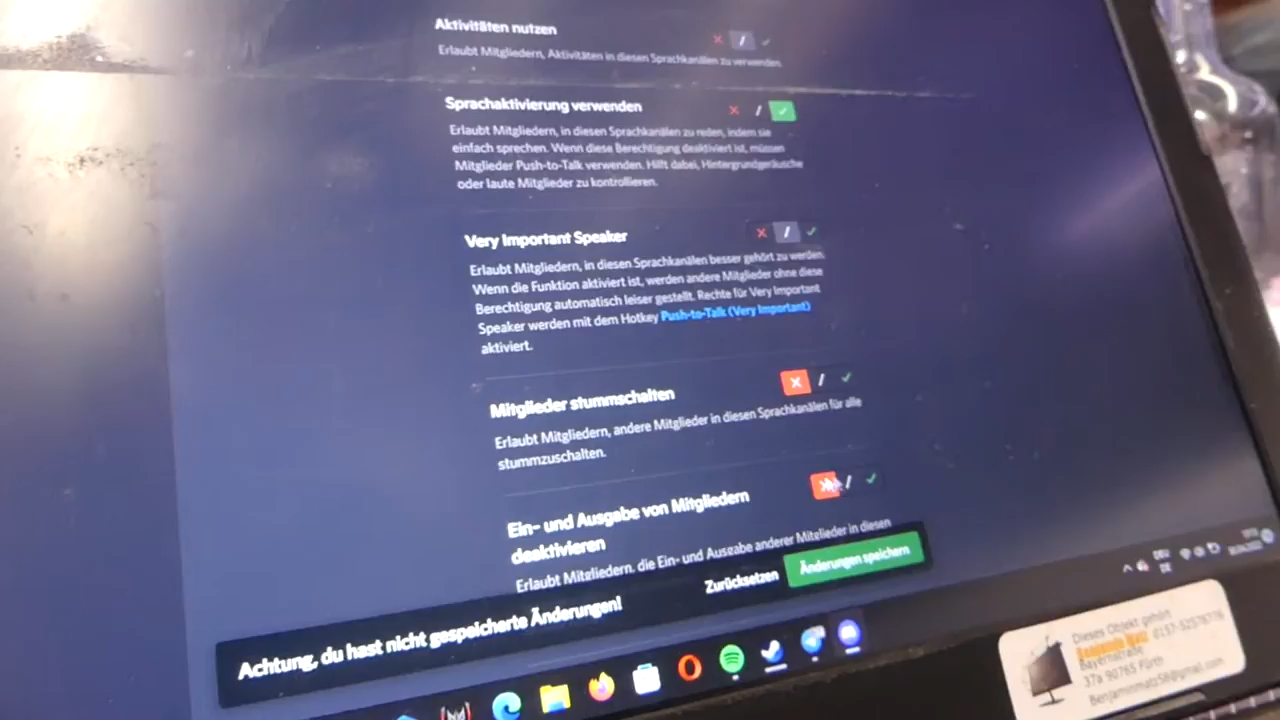 Aktivitäten nutzen
Erlaubt Mitgliedern, Aktivitäten in diesen Sprachkanälen zu verwenden.
Sprachaktivierung verwenden
Erlaubt Mitgliedern, in diesen Sprachkanälen zu reden, indem sie
einfach sprechen. Wenn diese Berechtigung deaktiviert ist, müssen
Mitglieder Push-to-Talk verwenden. Hilft dabei, Hintergrundgeräusche
oder laute Mitglieder zu kontrollieren.
Very Important Speaker
Erlaubt Mitgliedern, in diesen Sprachkanälen besser gehört zu werden.
Wenn die Funktion aktiviert ist, werden andere Mitglieder ohne diese
Berechtigung automatisch leiser gestellt. Rechte für Very Important
Speaker werden mit dem Hotkey Push-to-Talk (Very Important)
aktiviert.
Mitglieder stummschalten
Erlaubt Mitgliedern, andere Mitglieder in diesen Sprachkanälen für alle
stummzuschalten.
Ein- und Ausgabe von Mitgliedern
deaktivieren
Erlaubt Mitgliedern, die Ein- und Ausgabe anderer Mitglieder in diesen
Achtung, du hast nicht gespeicherte Änderungen!
Zurücksetzen
Änderungen speichern
DEU
DE
Dieses Objekt gehört
Bayernstraße
37a 90765 Fürth